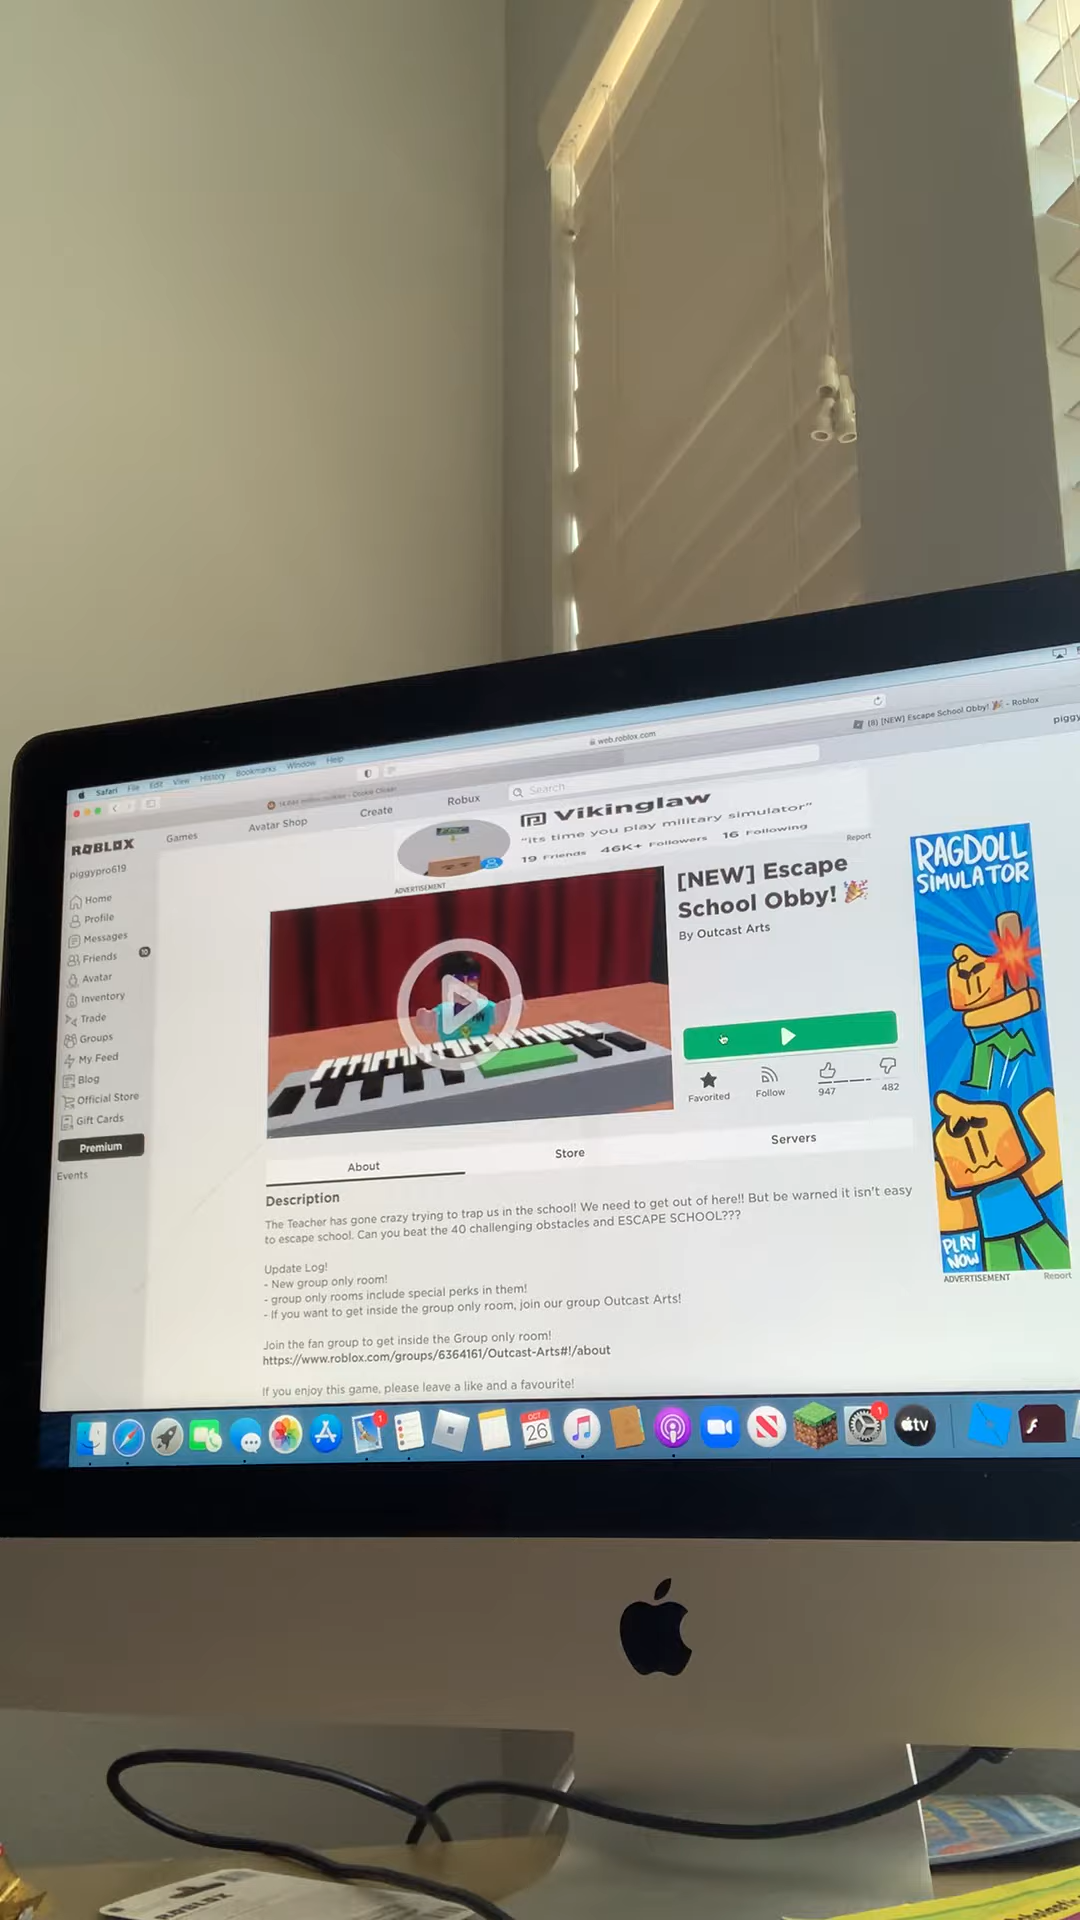 Safari File Edit View History Bookmarks Window Help
web.roblox.com
Cookie Clicker
(8) [NEW] Escape School Obby! 🎉 - Roblox
piggy
ROBLOX
Games
Avatar Shop
Create
Robux
Search
piggypro619
Home
Profile
Messages
Friends
10
Avatar
Inventory
Trade
Groups
My Feed
Blog
Official Store
Gift Cards
Premium
Events
Vikinglaw
"its time you play military simulator"
19 Friends 46K+ Followers 16 Following
ADVERTISEMENT
Report
[NEW] Escape
School Obby! 🎉
By Outcast Arts
Favorited
Follow
947
482
About
Store
Servers
Description
The Teacher has gone crazy trying to trap us in the school! We need to get out of here!! But be warned it isn't easy
to escape school. Can you beat the 40 challenging obstacles and ESCAPE SCHOOL???
Update Log!
- New group only room!
- group only rooms include special perks in them!
- If you want to get inside the group only room, join our group Outcast Arts!
Join the fan group to get inside the Group only room!
https://www.roblox.com/groups/6364161/Outcast-Arts#!/about
If you enjoy this game, please leave a like and a favourite!
RAGDOLL
SIMULATOR
PLAY
NOW
ADVERTISEMENT
Report
1
OCT
26
1
tv
ROBLOX